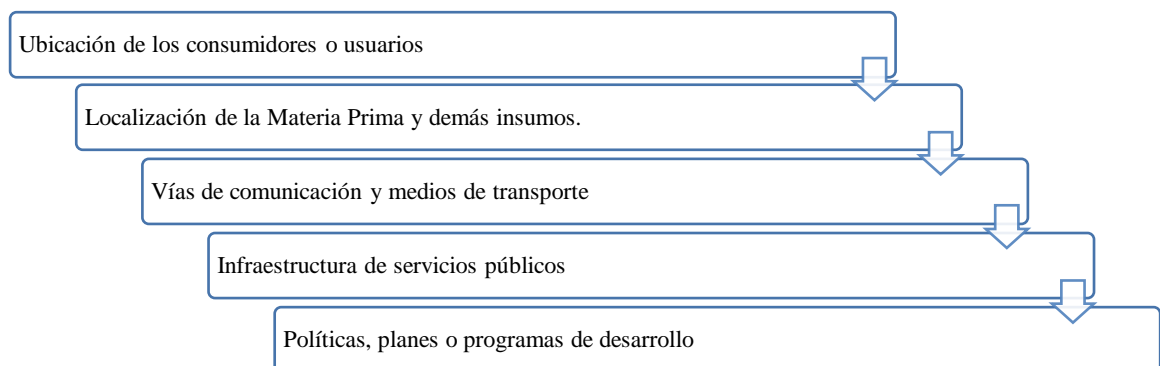 Ubicación de los consumidores o usuarios
Localización de la Materia Prima y demás insumos.
Vías de comunicación y medios de transporte
Infraestructura de servicios públicos
Políticas, planes o programas de desarrollo